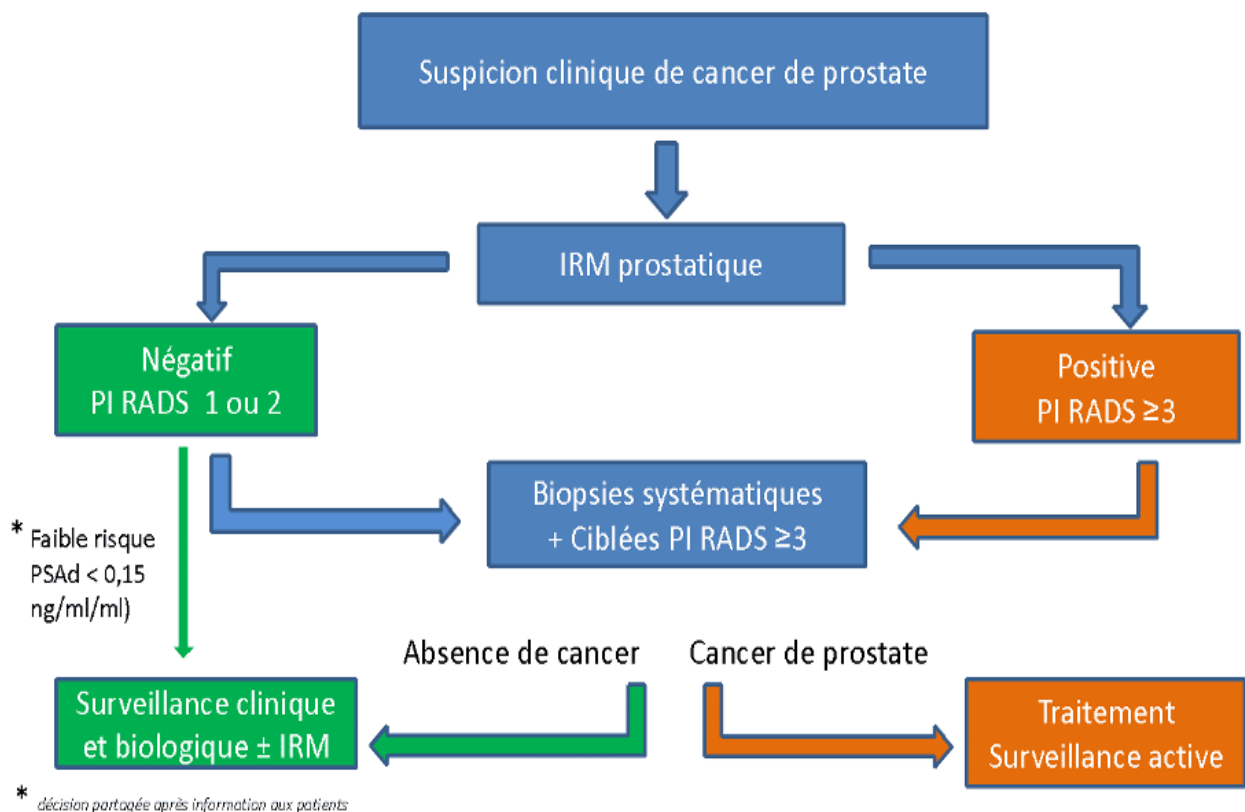 Suspicion clinique de cancer de prostate
IRM prostatique
Négatif
PI RADS 1 ou 2
Positive
PI RADS ≥3
Biopsies systématiques
+ Ciblées PI RADS ≥3
* Faible risque
PSAd < 0,15
ng/ml/ml)
Absence de cancer
Cancer de prostate
Surveillance clinique
et biologique ± IRM
Traitement
Surveillance active
* décision partagée après information aux patients